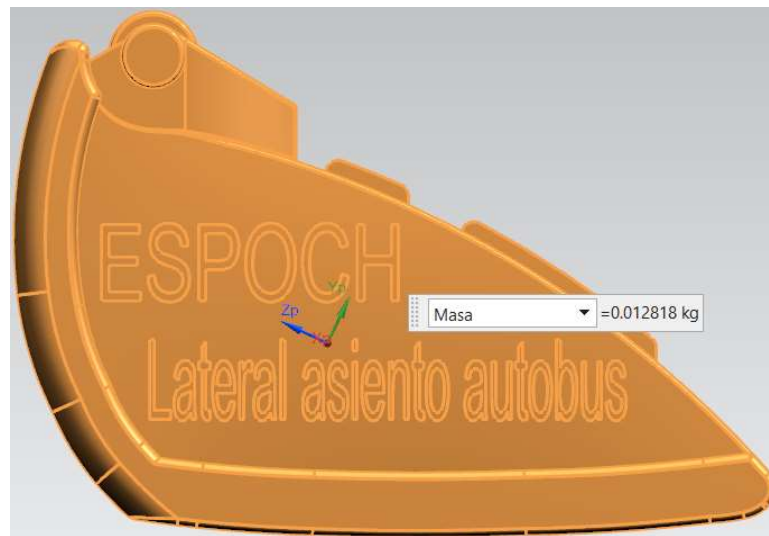 ESPOCH
Yp
Zp
Masa =0.012818 kg
Lateral asiento autobus